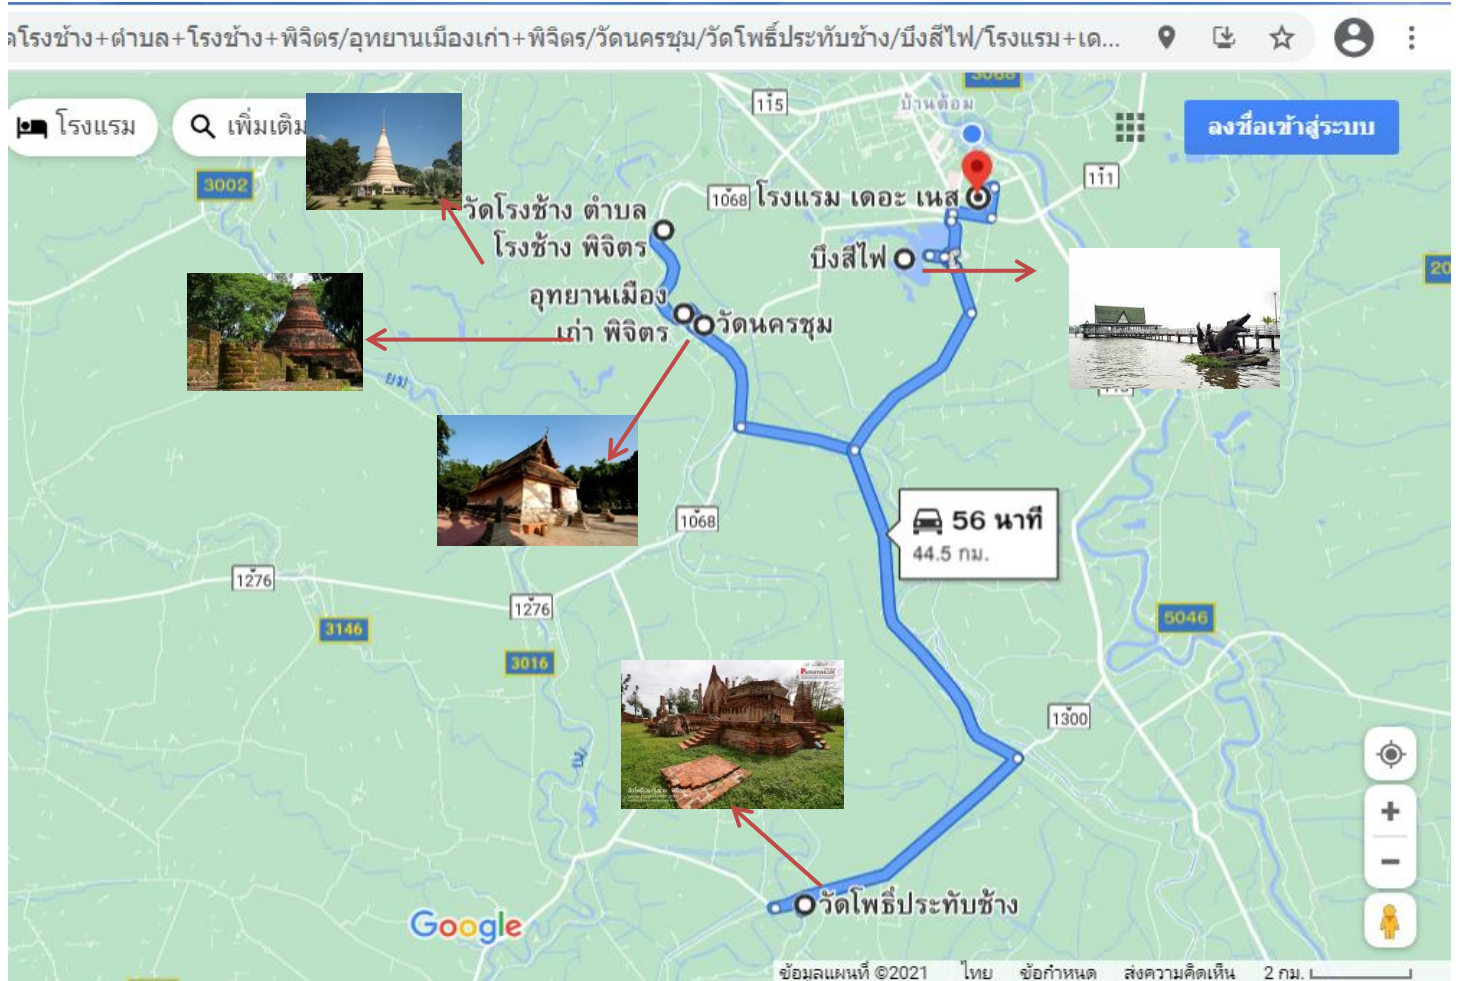 ดโรงช้าง+ตำบล+โรงช้าง+พิจิตร/อุทยานเมืองเก่า+พิจิตร/วัดนครชุม/วัดโพธิ์ประทับช้าง/บึงสีไฟ/โรงแรม+เด...
3068
115
บ้านต้อม
โรงแรม
เพิ่มเติม
ลงชื่อเข้าสู่ระบบ
3002
111
1068
โรงแรม เดอะ เนส
วัดโรงช้าง ตำบล
โรงช้าง พิจิตร
บึงสีไฟ
20
อุทยานเมือง
เก่า พิจิตร
วัดนครชุม
ยม
56 นาที
44.5 กม.
1068
1276
1276
3146
5046
3016
1300
วัดโพธิ์ประทับช้าง
Google
ข้อมูลแผนที่ ©2021
ไทย
ข้อกำหนด
ส่งความคิดเห็น
2 กม.